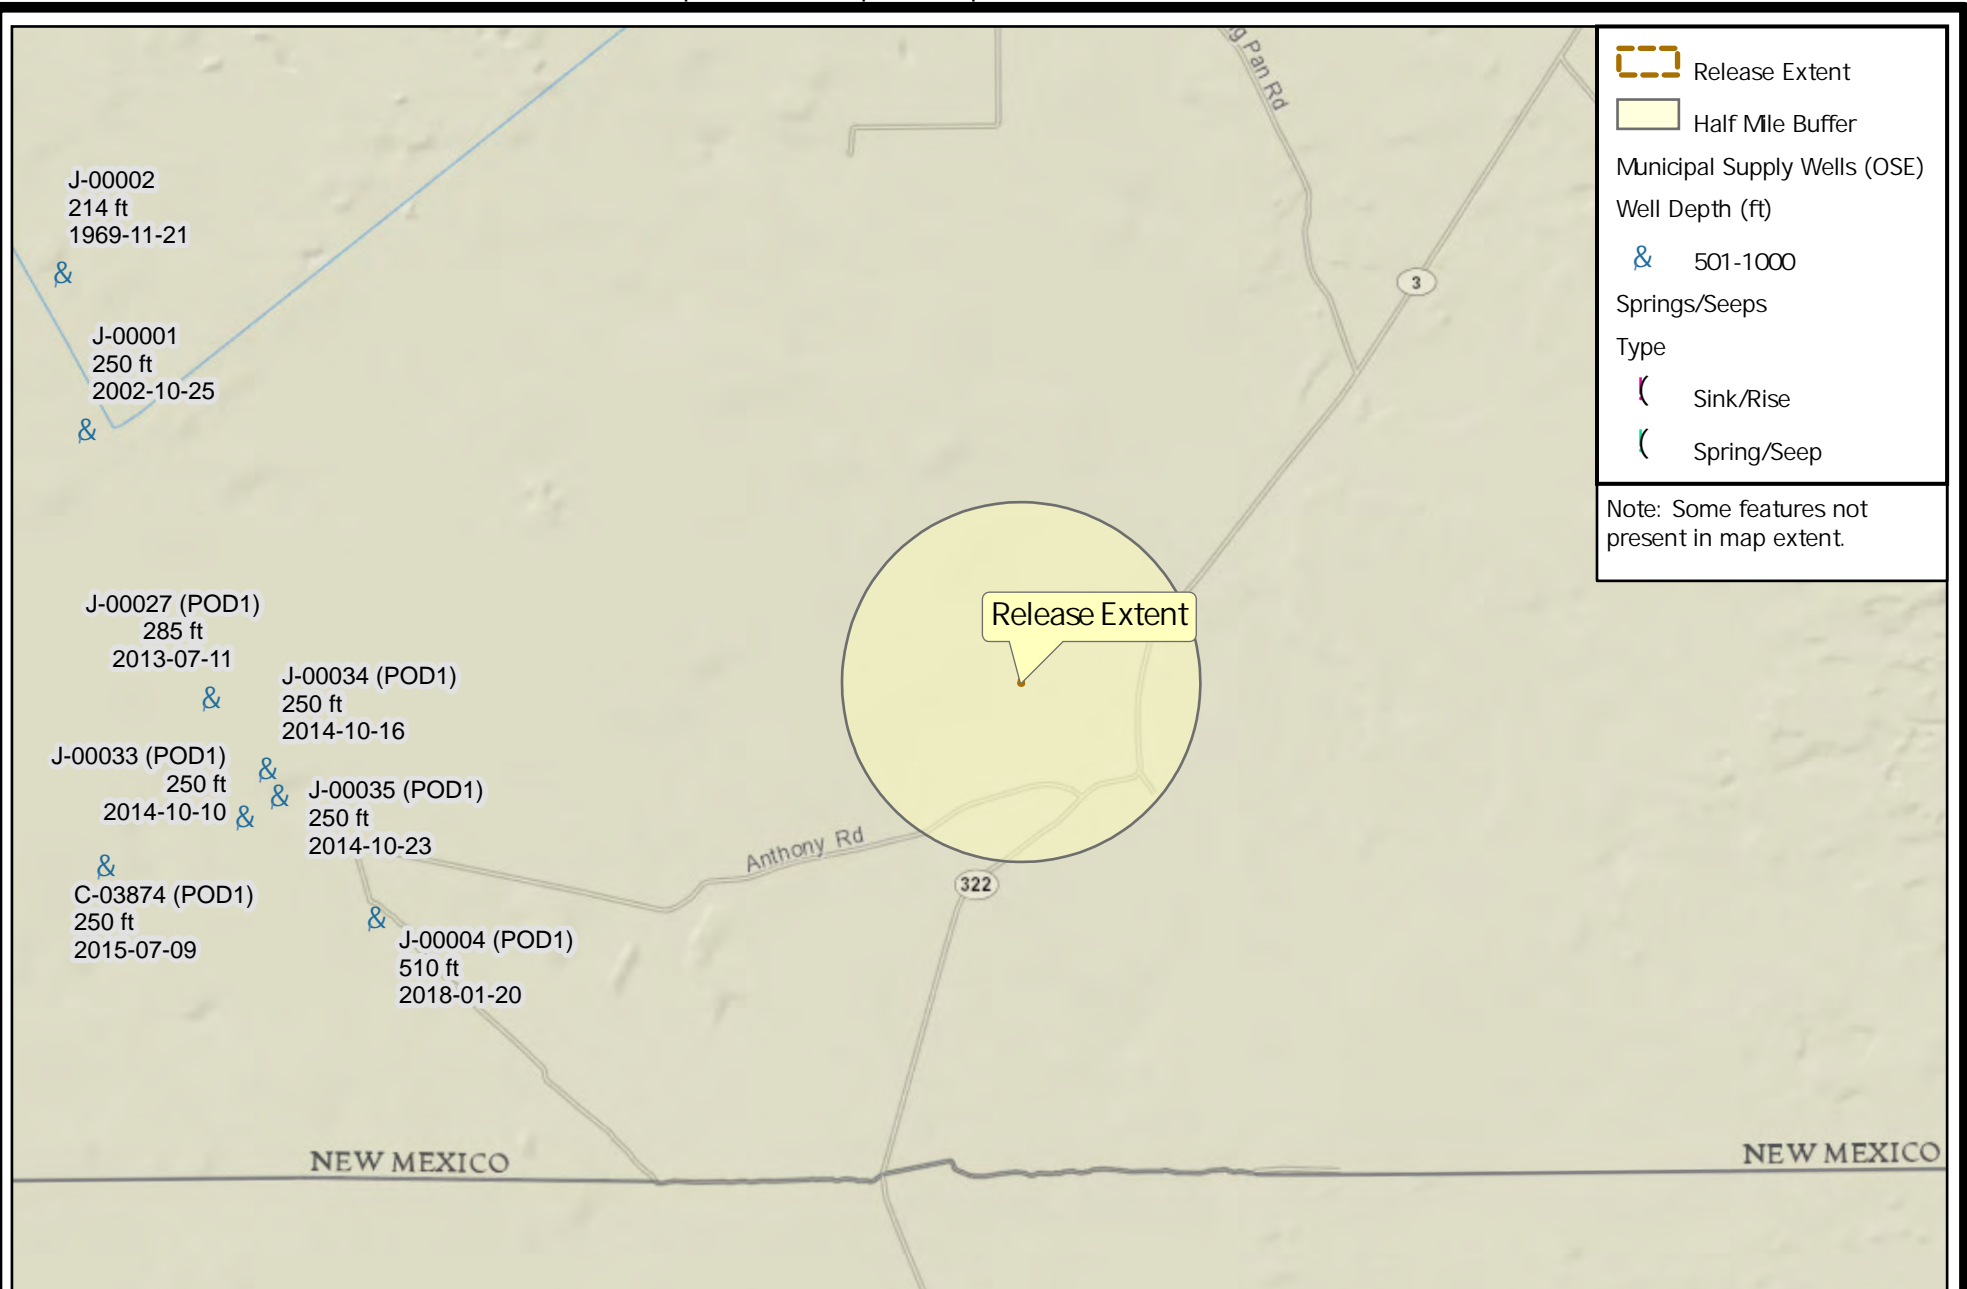 g Pan Rd
3
J-00002
214 ft
1969-11-21
&
J-00001
250 ft
2002-10-25
&
Release Extent
J-00027 (POD1)
285 ft
2013-07-11
&
J-00034 (POD1)
250 ft
2014-10-16
&
J-00033 (POD1)
250 ft
2014-10-10
&
&
J-00035 (POD1)
250 ft
2014-10-23
&
C-03874 (POD1)
250 ft
2015-07-09
&
J-00004 (POD1)
510 ft
2018-01-20
Anthony Rd
322
NEW MEXICO
NEW MEXICO
Release Extent
Half Mile Buffer
Municipal Supply Wells (OSE)
Well Depth (ft)
& 501-1000
Springs/Seeps
Type
( Sink/Rise
( Spring/Seep
Note: Some features not
present in map extent.